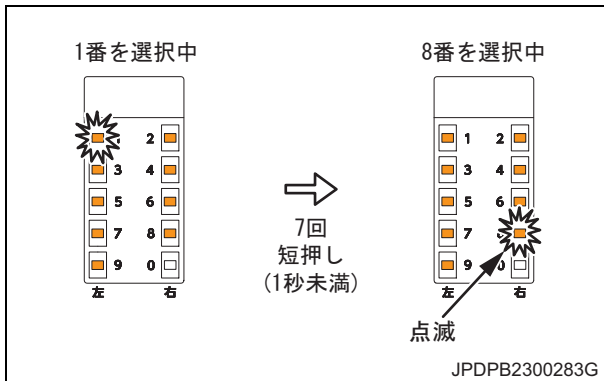 1番を選択中
8番を選択中
2
3 4
5 6
7 8
9 0
左 右
7回
短押し
(1秒未満)
1 2
3 4
5 6
7
9
左 右
点滅
JPDPB2300283G